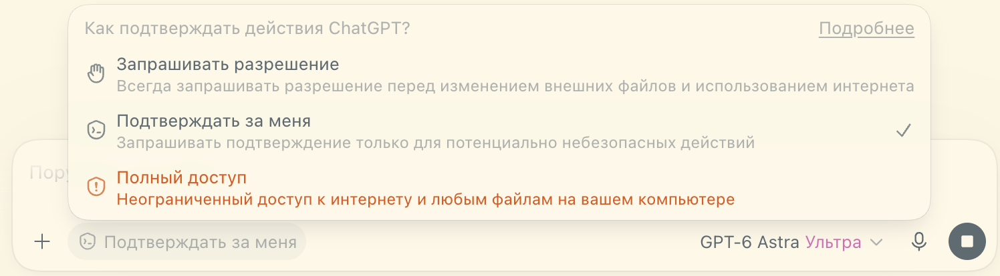 Как подтверждать действия ChatGPT?
Подробнее
Запрашивать разрешение
Всегда запрашивать разрешение перед изменением внешних файлов и использованием интернета
Подтверждать за меня
Запрашивать подтверждение только для потенциально небезопасных действий
Полный доступ
Неограниченный доступ к интернету и любым файлам на вашем компьютере
Подтверждать за меня
GPT-6 Astra Ультра